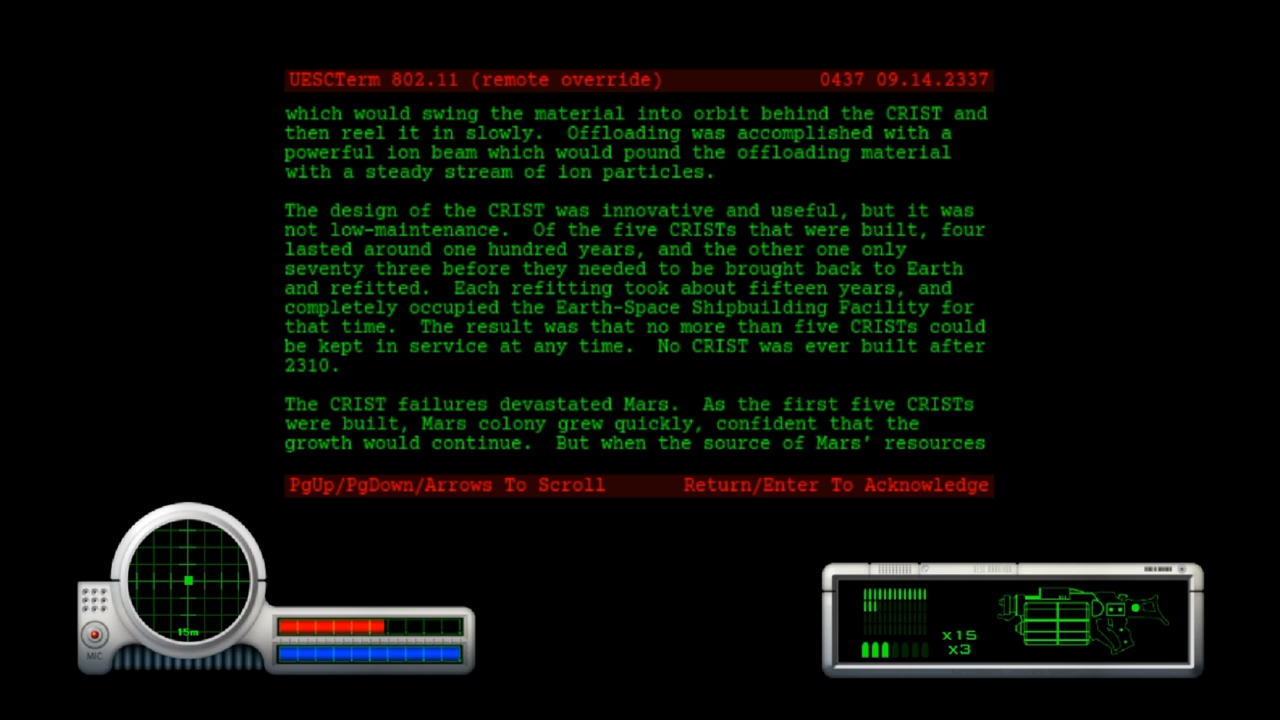 UESCTerm 802.11 (remote override) 0437 09.14.2337
which would swing the material into orbit behind the CRIST and
then reel it in slowly.  Offloading was accomplished with a
powerful ion beam which would pound the offloading material
with a steady stream of ion particles.
The design of the CRIST was innovative and useful, but it was
not low-maintenance.  Of the five CRISTs that were built, four
lasted around one hundred years, and the other one only
seventy three before they needed to be brought back to Earth
and refitted.  Each refitting took about fifteen years, and
completely occupied the Earth-Space Shipbuilding Facility for
that time.  The result was that no more than five CRISTs could
be kept in service at any time.  No CRIST was ever built after
2310.
The CRIST failures devastated Mars.  As the first five CRISTs
were built, Mars colony grew quickly, confident that the
growth would continue.  But when the source of Mars' resources
PgUp/PgDown/Arrows To Scroll Return/Enter To Acknowledge
15m
MIC
x15
x3